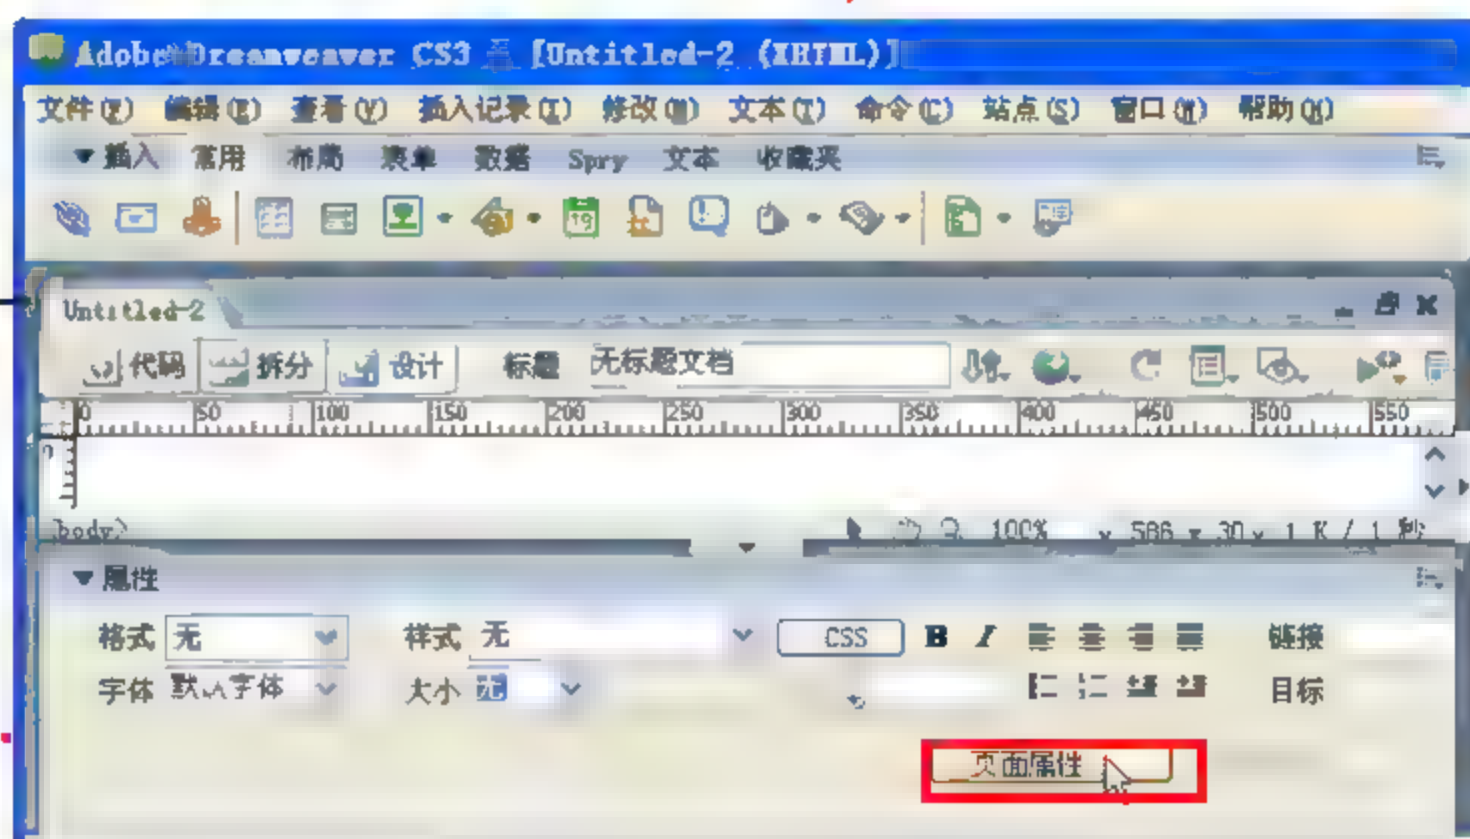 Adobe Dreamweaver CS3 - [Untitled-2 (XHTML)]
文件(F) 编辑(E) 查看(V) 插入记录(I) 修改(M) 文本(T) 命令(C) 站点(S) 窗口(W) 帮助(H)
插入 常用 布局 表单 数据 Spry 文本 收藏夹
Untitled-2
代码 拆分 设计 标题 无标题文档
0 50 100 150 200 250 300 350 400 450 500 550
0
body> 100% 586 x 30 1 K / 1 秒
属性
格式 无 样式 无 CSS B I 链接
字体 默认字体 大小 无 目标
页面属性